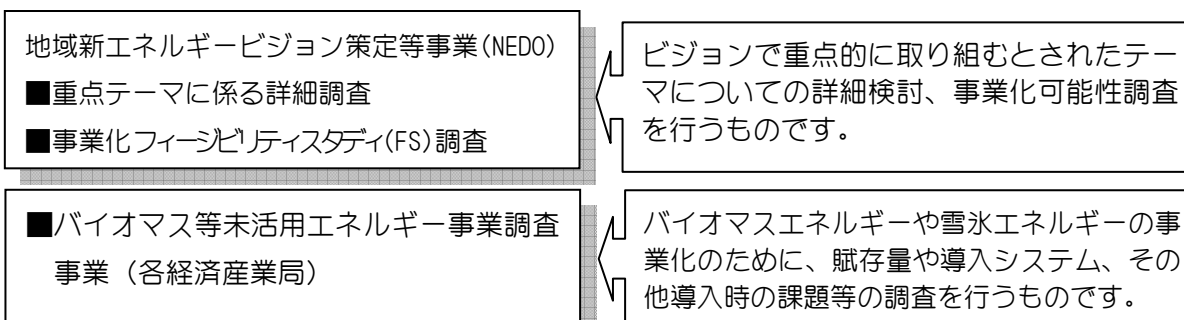 地域新エネルギービジョン策定等事業(NEDO)
■重点テーマに係る詳細調査
■事業化フィージビリティスタディ(FS)調査
ビジョンで重点的に取り組むとされたテー
マについての詳細検討、事業化可能性調査
を行うものです。
■バイオマス等未活用エネルギー事業調査
事業（各経済産業局）
バイオマスエネルギーや雪氷エネルギーの事
業化のために、賦存量や導入システム、その
他導入時の課題等の調査を行うものです。